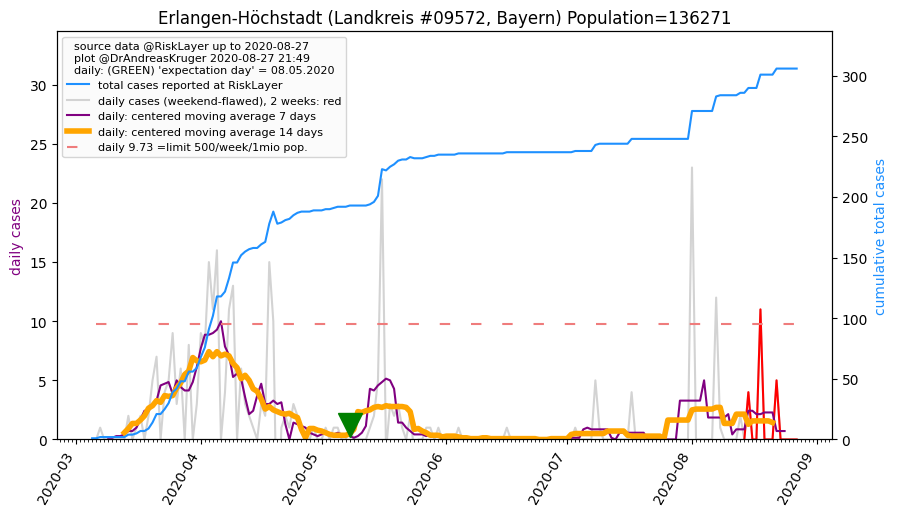 Erlangen-Höchstadt (Landkreis #09572, Bayern) Population=136271
source data @RiskLayer up to 2020-08-27
plot @DrAndreasKruger 2020-08-27 21:49
daily: (GREEN) 'expectation day' = 08.05.2020
total cases reported at RiskLayer
daily cases (weekend-flawed), 2 weeks: red
daily: centered moving average 7 days
daily: centered moving average 14 days
daily 9.73 =limit 500/week/1mio pop.
daily cases
30
25
20
15
10
5
0
cumulative total cases
300
250
200
150
100
50
0
2020-03
2020-04
2020-05
2020-06
2020-07
2020-08
2020-09